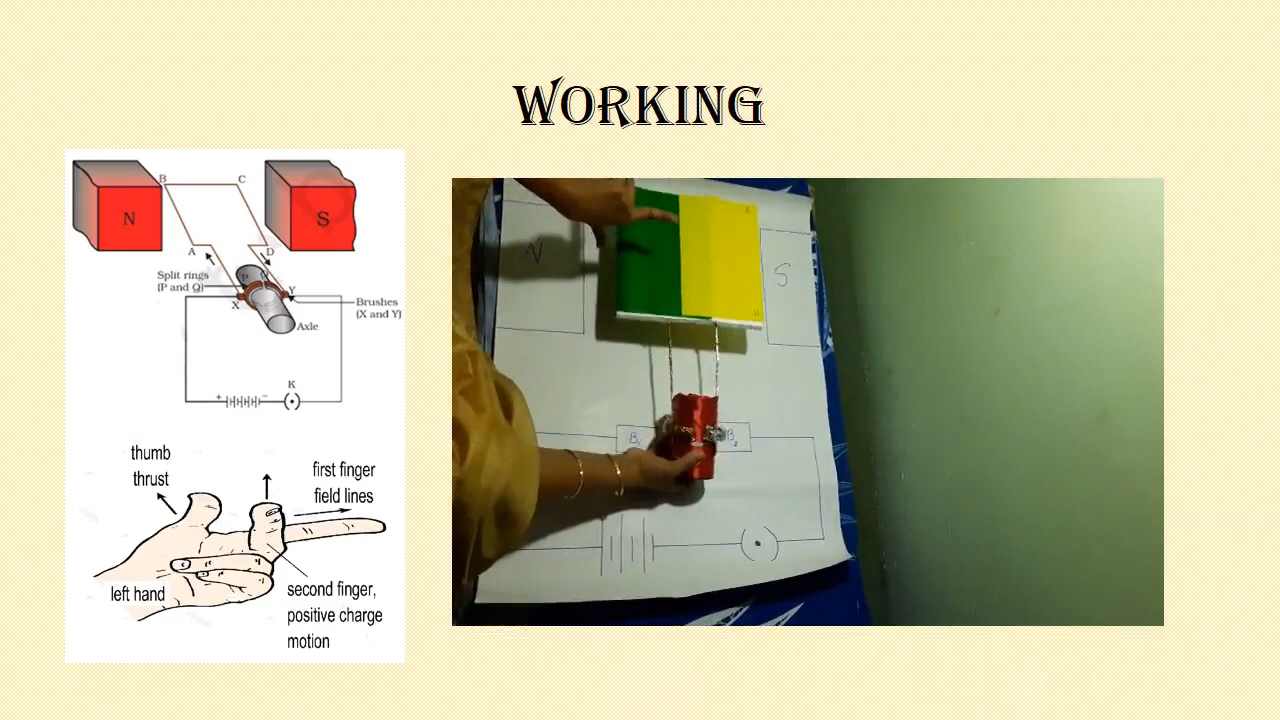 WORKING
B
C
N
S
A
D
Split rings
(P and Q)
P
Q
X
Y
Brushes
(X and Y)
Axle
K
+
−
thumb
thrust
first finger
field lines
left hand
second finger,
positive charge
motion
N
S
B₂